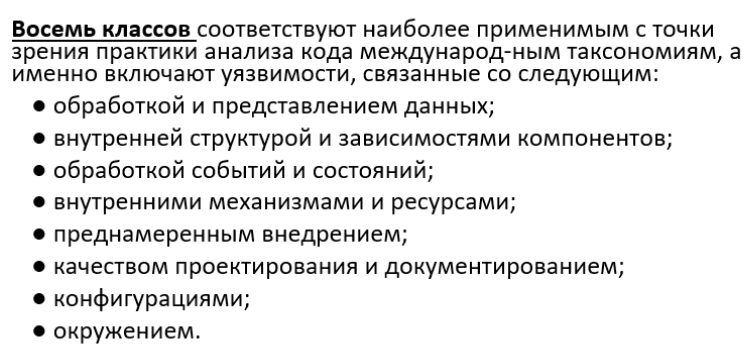 Восемь классов соответствуют наиболее применимым с точки
зрения практики анализа кода международ-ным таксономиям, а
именно включают уязвимости, связанные со следующим:
● обработкой и представлением данных;
● внутренней структурой и зависимостями компонентов;
● обработкой событий и состояний;
● внутренними механизмами и ресурсами;
● преднамеренным внедрением;
● качеством проектирования и документированием;
● конфигурациями;
● окружением.